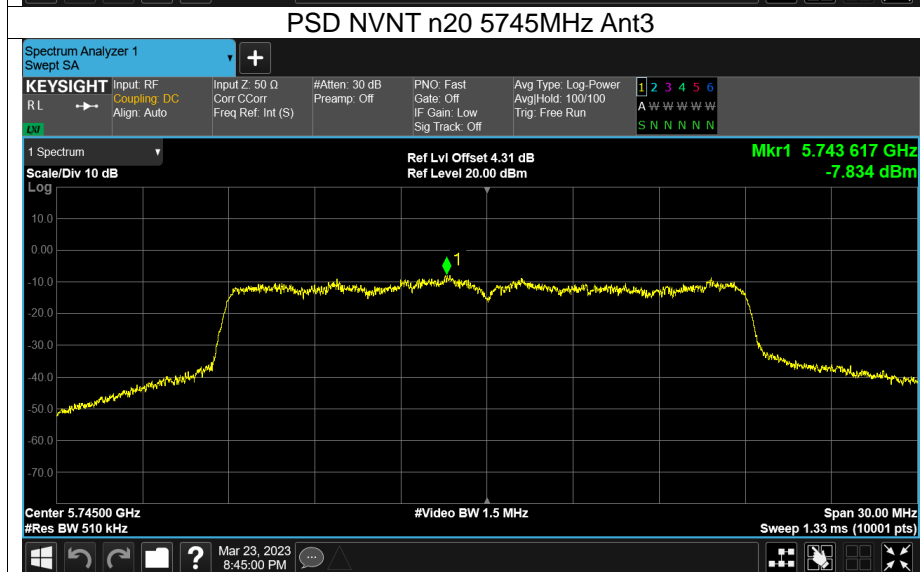 PSD NVNT n20 5745MHz Ant3
Spectrum Analyzer 1
Swept SA
+
KEYSIGHT Input: RF Input Z: 50 Ω #Atten: 30 dB PNO: Fast Avg Type: Log-Power 1 2 3 4 5 6
RL Coupling: DC Corr CCorr Preamp: Off Gate: Off Avg|Hold: 100/100 A W W W W W
Align: Auto Freq Ref: Int (S) IF Gain: Low Trig: Free Run
LXI Sig Track: Off S N N N N N
1 Spectrum Ref Lvl Offset 4.31 dB Mkr1 5.743 617 GHz
Scale/Div 10 dB Ref Level 20.00 dBm -7.834 dBm
Log
10.0
0.00
1
-10.0
-20.0
-30.0
-40.0
-50.0
-60.0
-70.0
Center 5.74500 GHz #Video BW 1.5 MHz Span 30.00 MHz
#Res BW 510 kHz Sweep 1.33 ms (10001 pts)
? Mar 23, 2023
8:45:00 PM